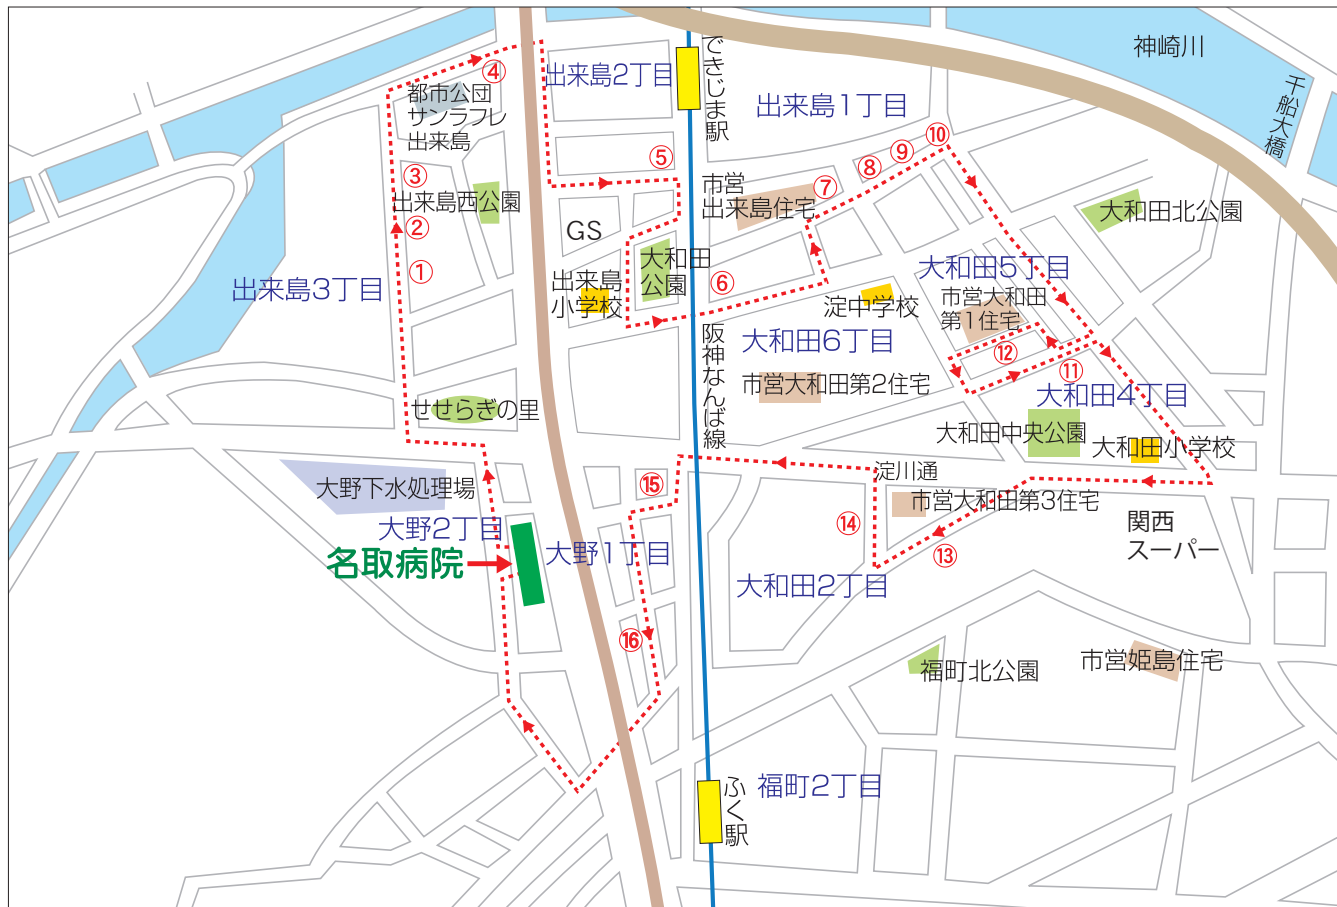 神崎川
千船大橋
できじま駅
出来島2丁目
出来島1丁目
④
都市公団
サンラフレ
出来島
⑤
⑩
⑨
⑧
⑦
③
出来島西公園
②
①
市営
出来島住宅
大和田北公園
GS
大和田
公園
出来島
小学校
⑥
出来島3丁目
大和田5丁目
市営大和田
第1住宅
淀中学校
大和田6丁目
阪神なんば線
⑫
⑪
市営大和田第2住宅
大和田4丁目
せせらぎの里
大和田中央公園
大和田小学校
淀川通
⑮
大野下水処理場
市営大和田第3住宅
⑭
⑬
関西
スーパー
大野2丁目
名取病院
大野1丁目
大和田2丁目
⑯
福町北公園
市営姫島住宅
ふく駅
福町2丁目